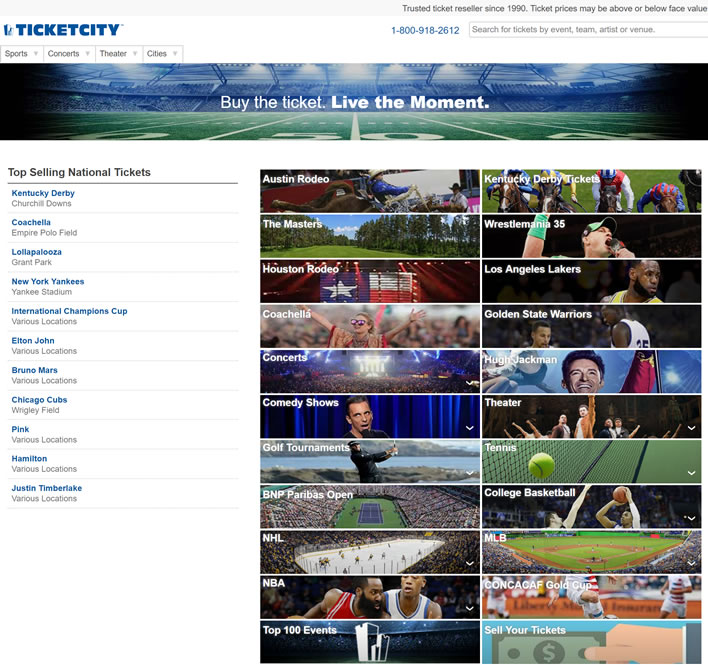 Trusted ticket reseller since 1990. Ticket prices may be above or below face value
TICKETCITY
1-800-918-2612
Search for tickets by event, team, artist or venue.
Sports
Concerts
Theater
Cities
Buy the ticket. Live the Moment.
Top Selling National Tickets
Kentucky Derby
Churchill Downs
Coachella
Empire Polo Field
Lollapalooza
Grant Park
New York Yankees
Yankee Stadium
International Champions Cup
Various Locations
Elton John
Various Locations
Bruno Mars
Various Locations
Chicago Cubs
Wrigley Field
Pink
Various Locations
Hamilton
Various Locations
Justin Timberlake
Various Locations
Austin Rodeo
Kentucky Derby Tickets
The Masters
Wrestlemania 35
Houston Rodeo
Los Angeles Lakers
Coachella
Golden State Warriors
Concerts
Hugh Jackman
Comedy Shows
Theater
Golf Tournaments
Tennis
BNP Paribas Open
College Basketball
NHL
MLB
NBA
CONCACAF Gold Cup
Liberty Mutual Insurance
Top 100 Events
Sell Your Tickets